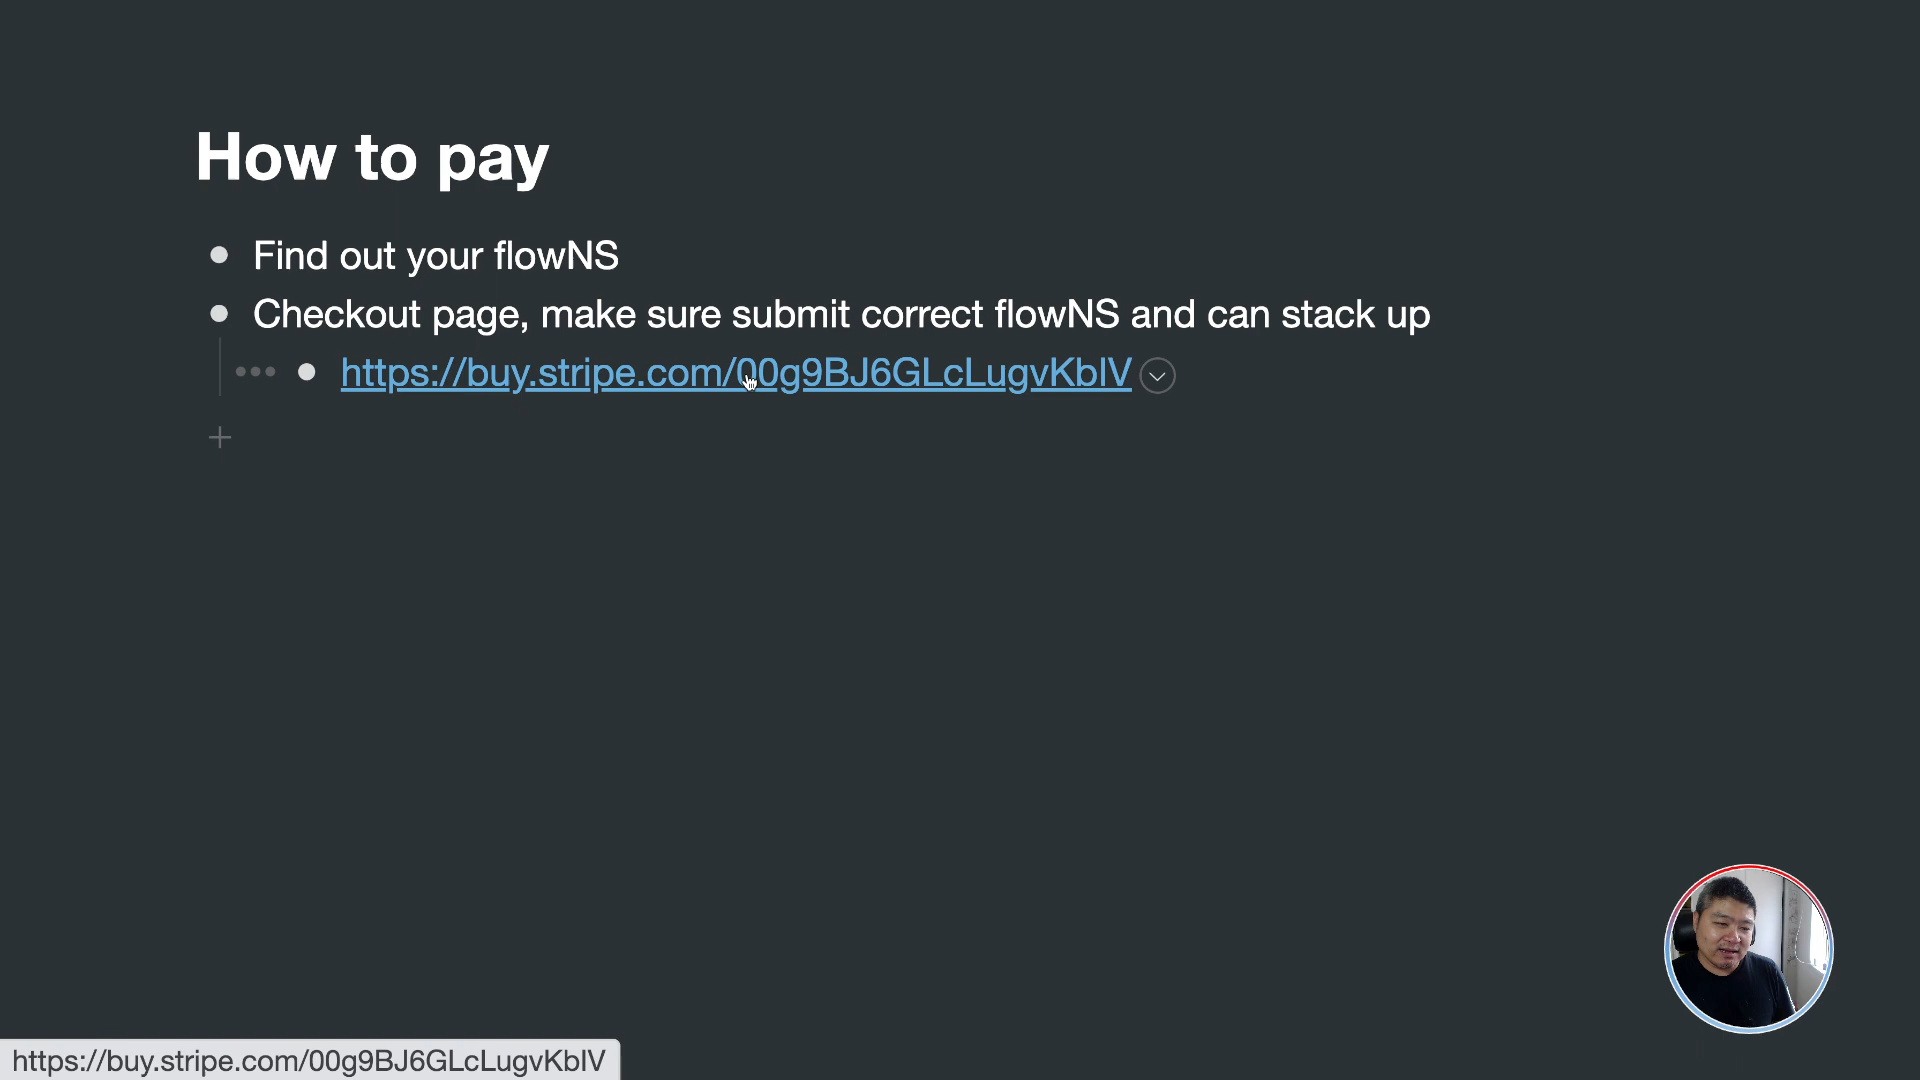 How to pay
Find out your flowNS
Checkout page, make sure submit correct flowNS and can stack up
https://buy.stripe.com/00g9BJ6GLcLugvKbIV
https://buy.stripe.com/00g9BJ6GLcLugvKbIV